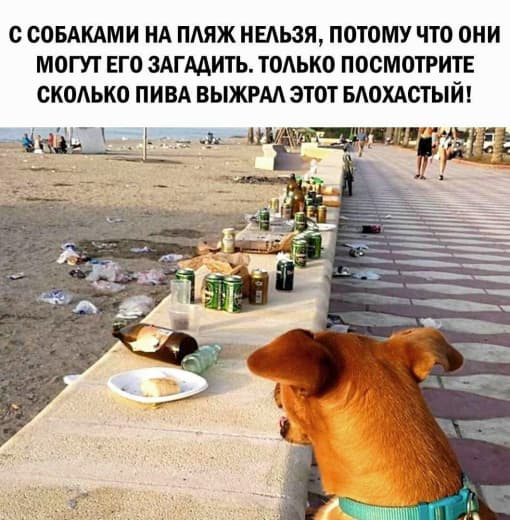 С СОБАКАМИ НА ПЛЯЖ НЕЛЬЗЯ, ПОТОМУ ЧТО ОНИ
МОГУТ ЕГО ЗАГАДИТЬ. ТОЛЬКО ПОСМОТРИТЕ
СКОЛЬКО ПИВА ВЫЖРАЛ ЭТОТ БЛОХАСТЫЙ!